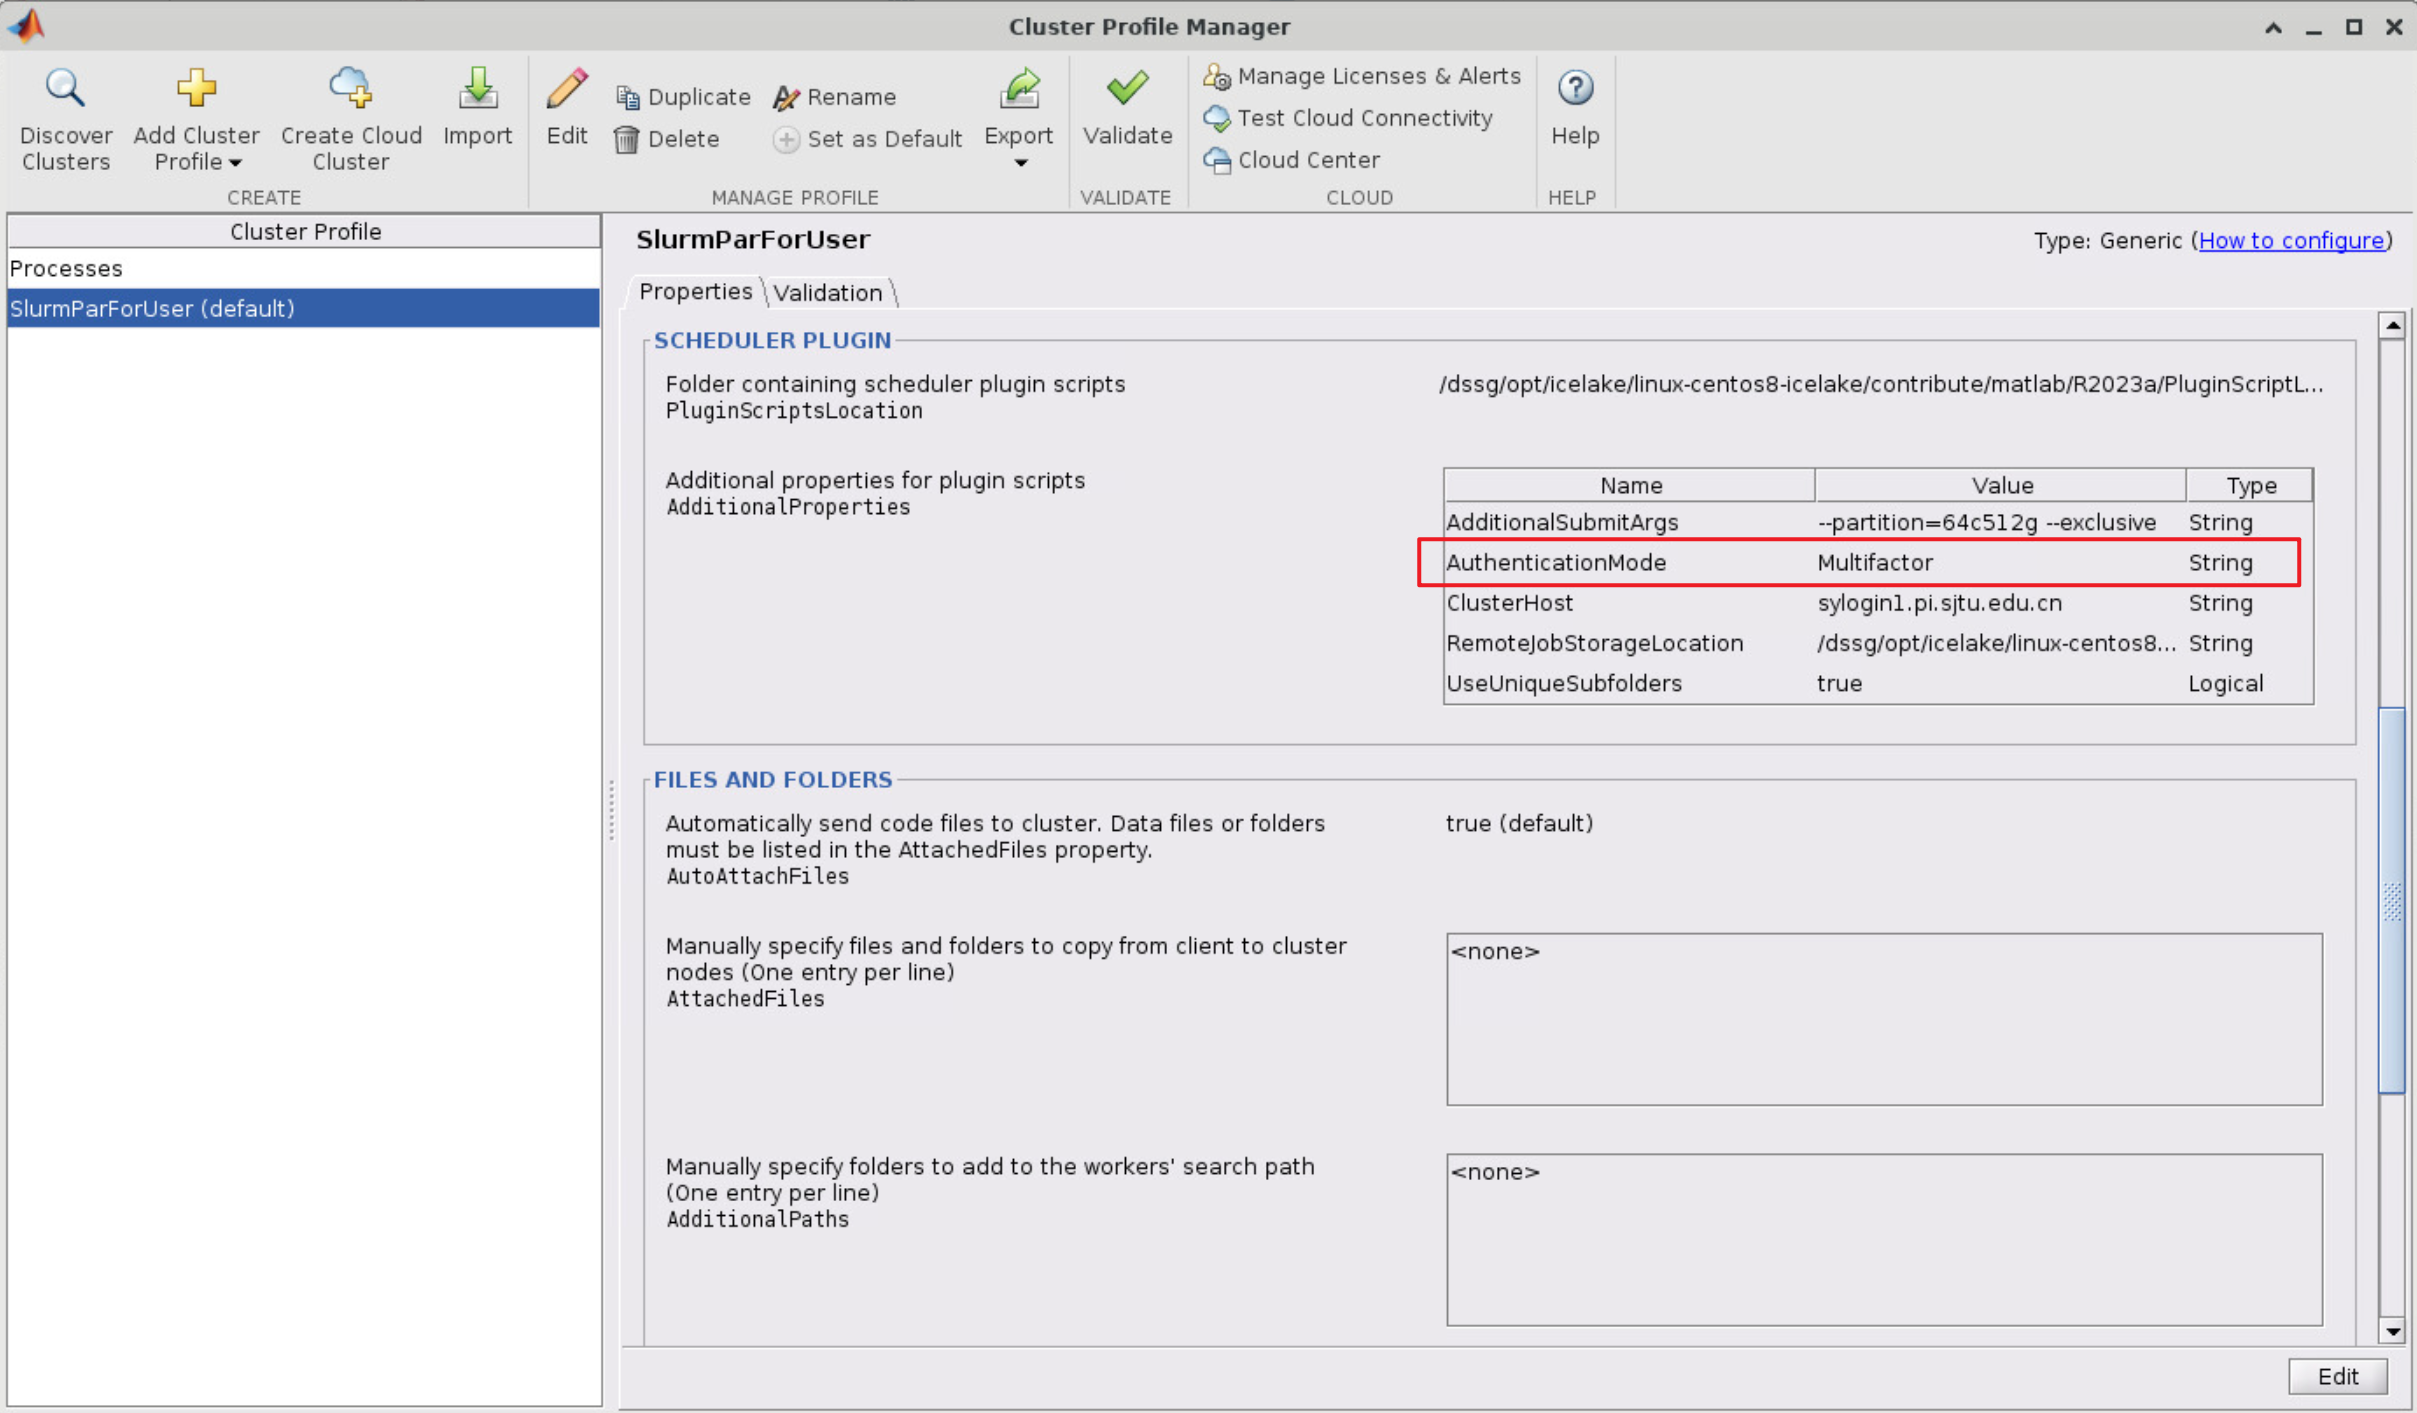 Cluster Profile Manager
Discover Clusters
Add Cluster Profile
Create Cloud Cluster
Import
CREATE
Edit
Duplicate
Delete
Rename
Set as Default
Export
MANAGE PROFILE
Validate
VALIDATE
Manage Licenses & Alerts
Test Cloud Connectivity
Cloud Center
CLOUD
Help
HELP
Cluster Profile
Processes
SlurmParForUser (default)
SlurmParForUser
Type: Generic (How to configure)
Properties
Validation
SCHEDULER PLUGIN
Folder containing scheduler plugin scripts
PluginScriptsLocation
/dssg/opt/icelake/linux-centos8-icelake/contribute/matlab/R2023a/PluginScriptL...
Additional properties for plugin scripts
AdditionalProperties
Name Value Type
AdditionalSubmitArgs --partition=64c512g --exclusive String
AuthenticationMode Multifactor String
ClusterHost sylogin1.pi.sjtu.edu.cn String
RemoteJobStorageLocation /dssg/opt/icelake/linux-centos8... String
UseUniqueSubfolders true Logical
FILES AND FOLDERS
Automatically send code files to cluster. Data files or folders
must be listed in the AttachedFiles property.
AutoAttachFiles
true (default)
Manually specify files and folders to copy from client to cluster
nodes (One entry per line)
AttachedFiles
<none>
Manually specify folders to add to the workers' search path
(One entry per line)
AdditionalPaths
<none>
Edit